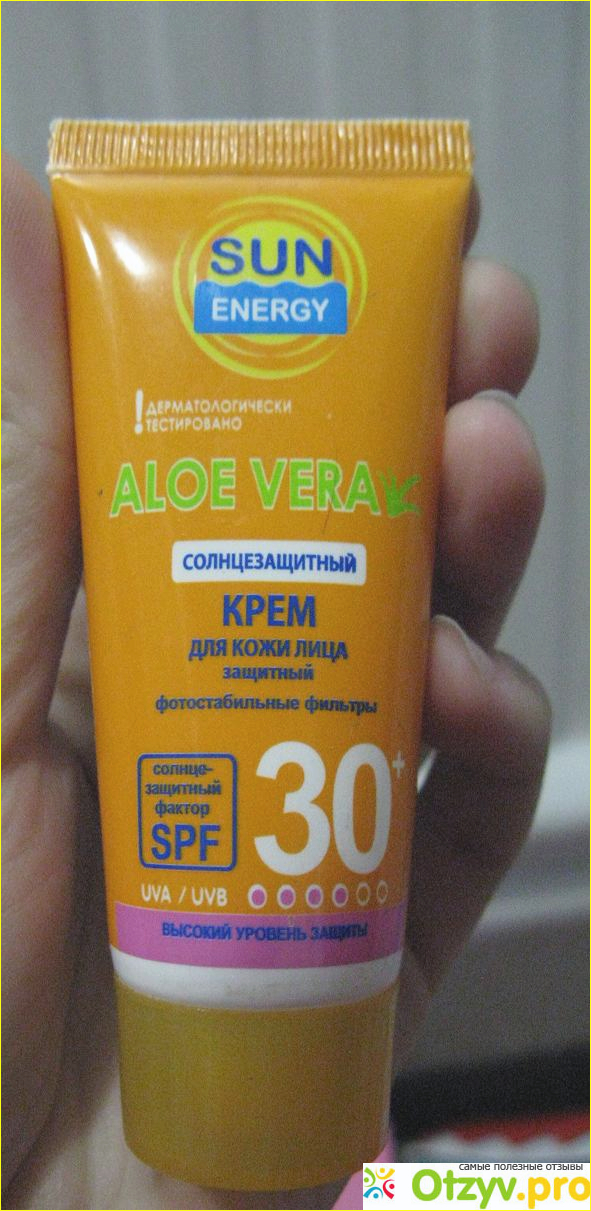 SUN
ENERGY
! ДЕРМАТОЛОГИЧЕСКИ
ТЕСТИРОВАНО
ALOE VERA
СОЛНЦЕЗАЩИТНЫЙ
КРЕМ
ДЛЯ КОЖИ ЛИЦА
защитный
фотостабильные фильтры
солнце-
защитный
фактор
SPF
30+
UVA / UVB
ВЫСОКИЙ УРОВЕНЬ ЗАЩИТЫ
самые полезные отзывы
Otzyv.pro